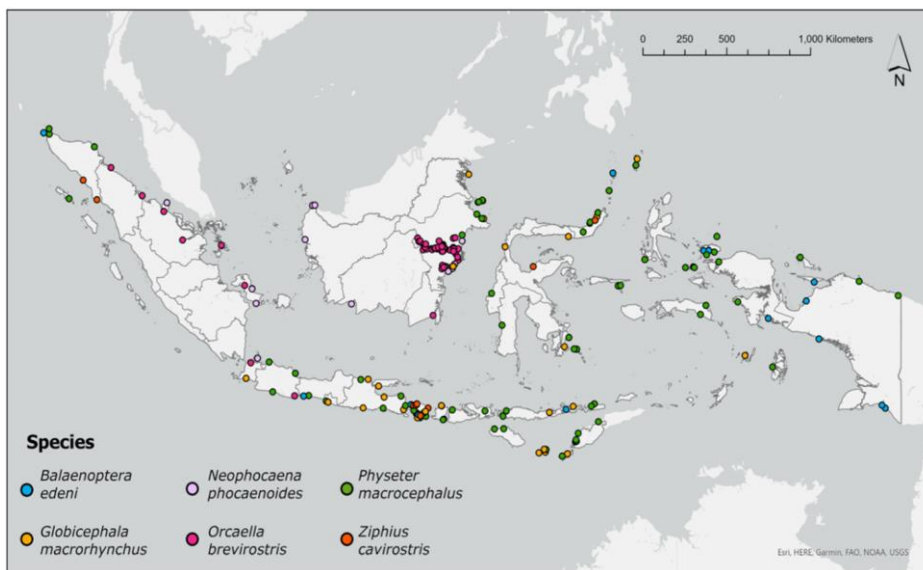 0 250 500 1,000 Kilometers
N
Species
Balaenoptera
edeni
Neophocaena
phocaenoides
Physeter
macrocephalus
Globicephala
macrorhynchus
Orcaella
brevirostris
Ziphius
cavirostris
Esri, HERE, Garmin, FAO, NOAA, USGS